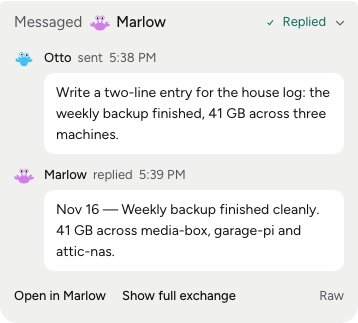 Messaged Marlow Replied
Otto sent 5:38 PM
Write a two-line entry for the house log: the
weekly backup finished, 41 GB across three
machines.
Marlow replied 5:39 PM
Nov 16 — Weekly backup finished cleanly.
41 GB across media-box, garage-pi and
attic-nas.
Open in Marlow Show full exchange Raw